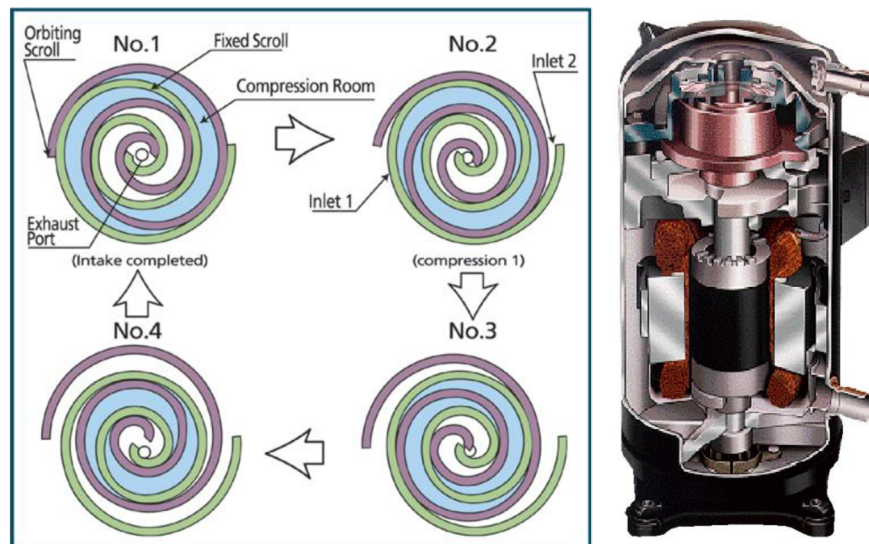 Orbiting
Scroll
No.1
Fixed Scroll
Compression Room
Exhaust
Port
(Intake completed)
No.2
Inlet 2
Inlet 1
(compression 1)
No.4
No.3